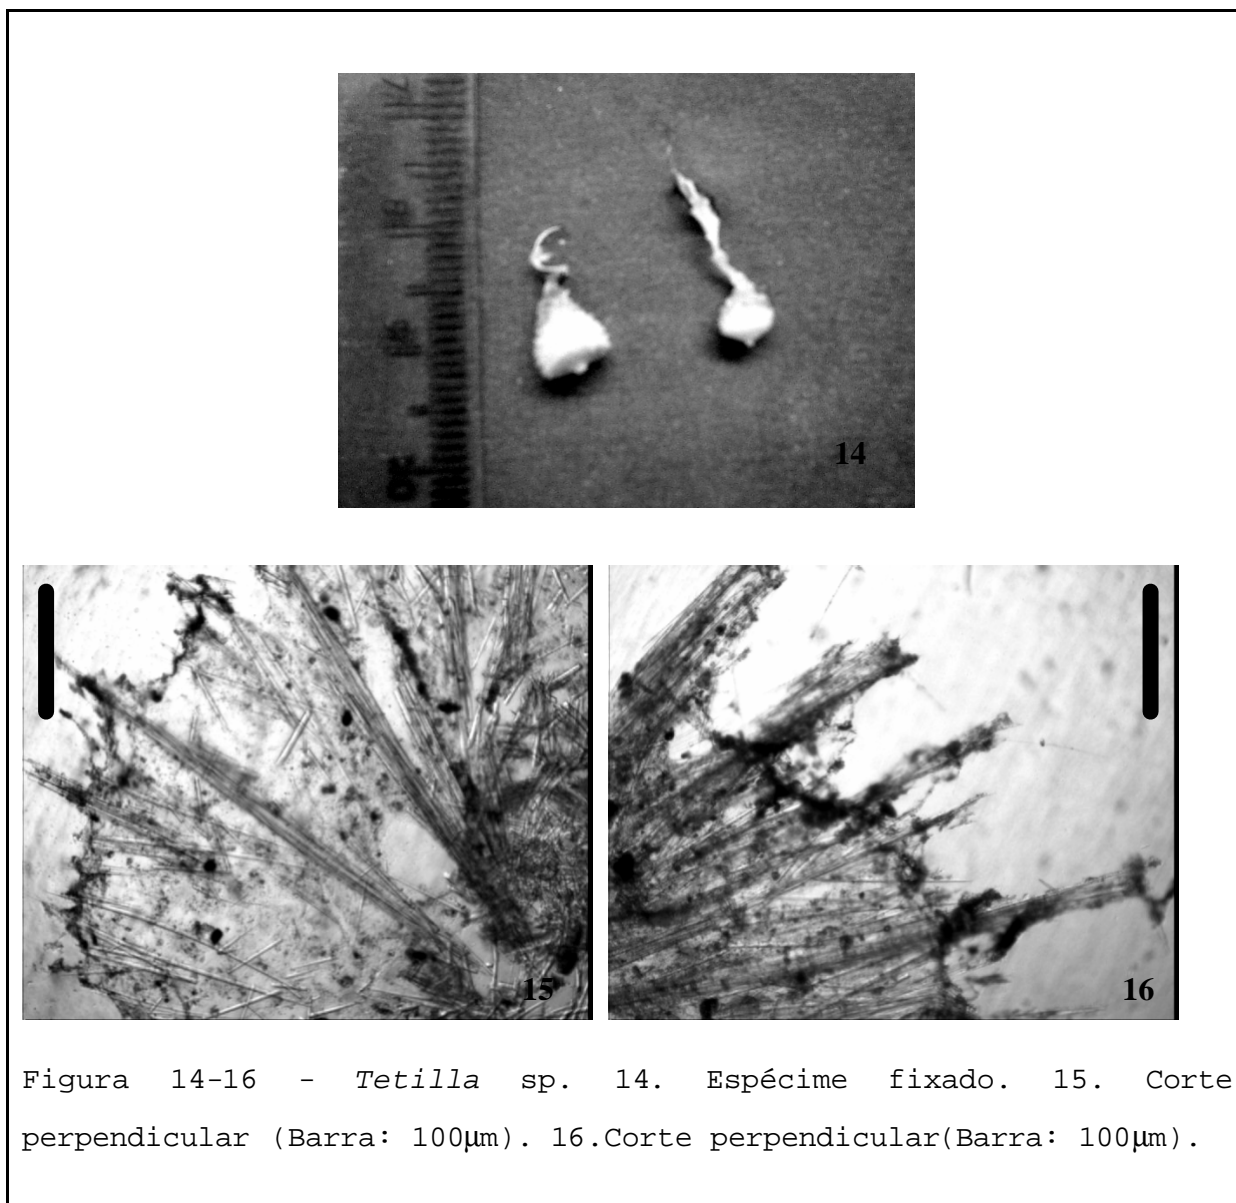 14
15
16
Figura 14-16 - Tetilla sp. 14. Espécime fixado. 15. Corte
perpendicular (Barra: 100µm). 16.Corte perpendicular(Barra: 100µm).